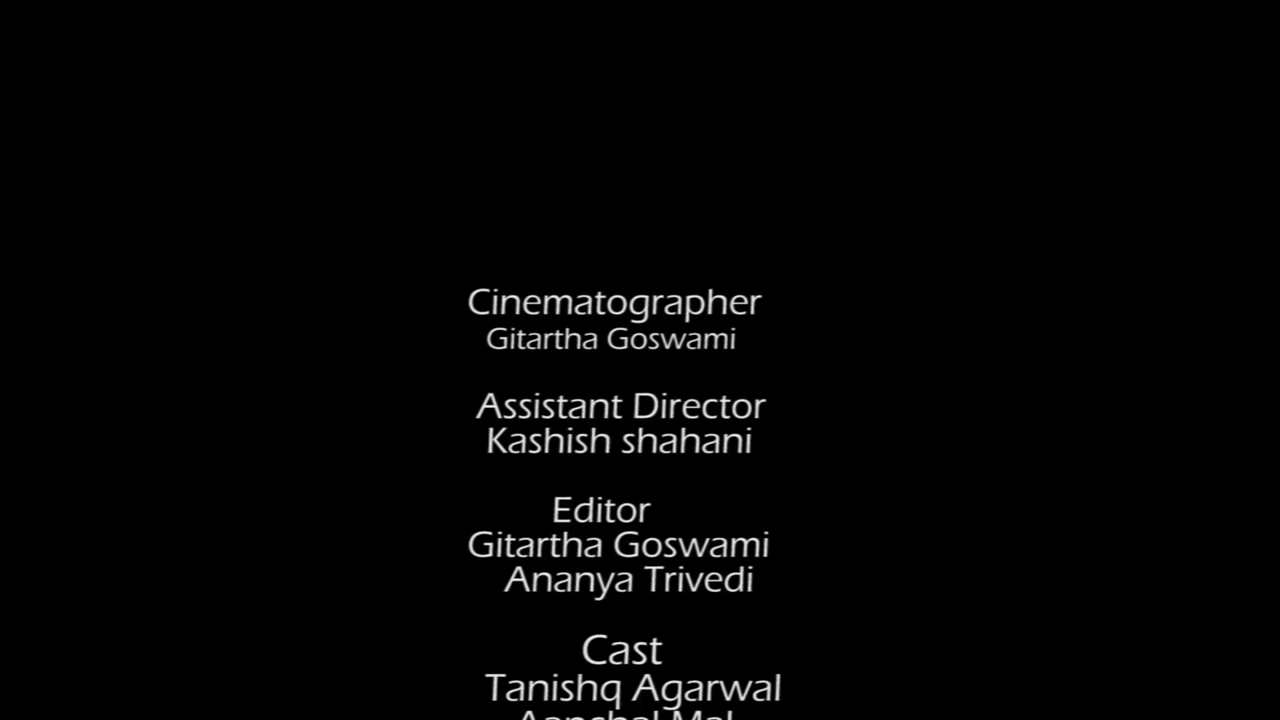 Cinematographer
Gitartha Goswami
Assistant Director
Kashish shahani
Editor
Gitartha Goswami
Ananya Trivedi
Cast
Tanishq Agarwal